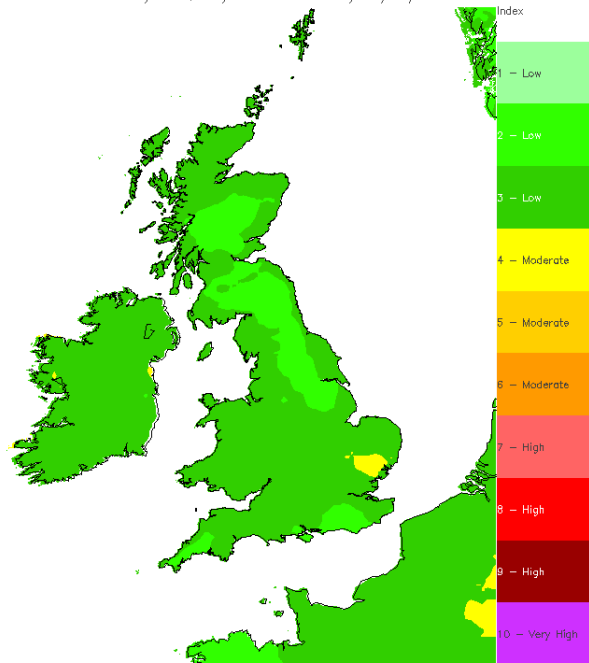 Index
1 – Low
2 – Low
3 – Low
4 – Moderate
5 – Moderate
6 – Moderate
7 – High
8 – High
9 – High
10 – Very High